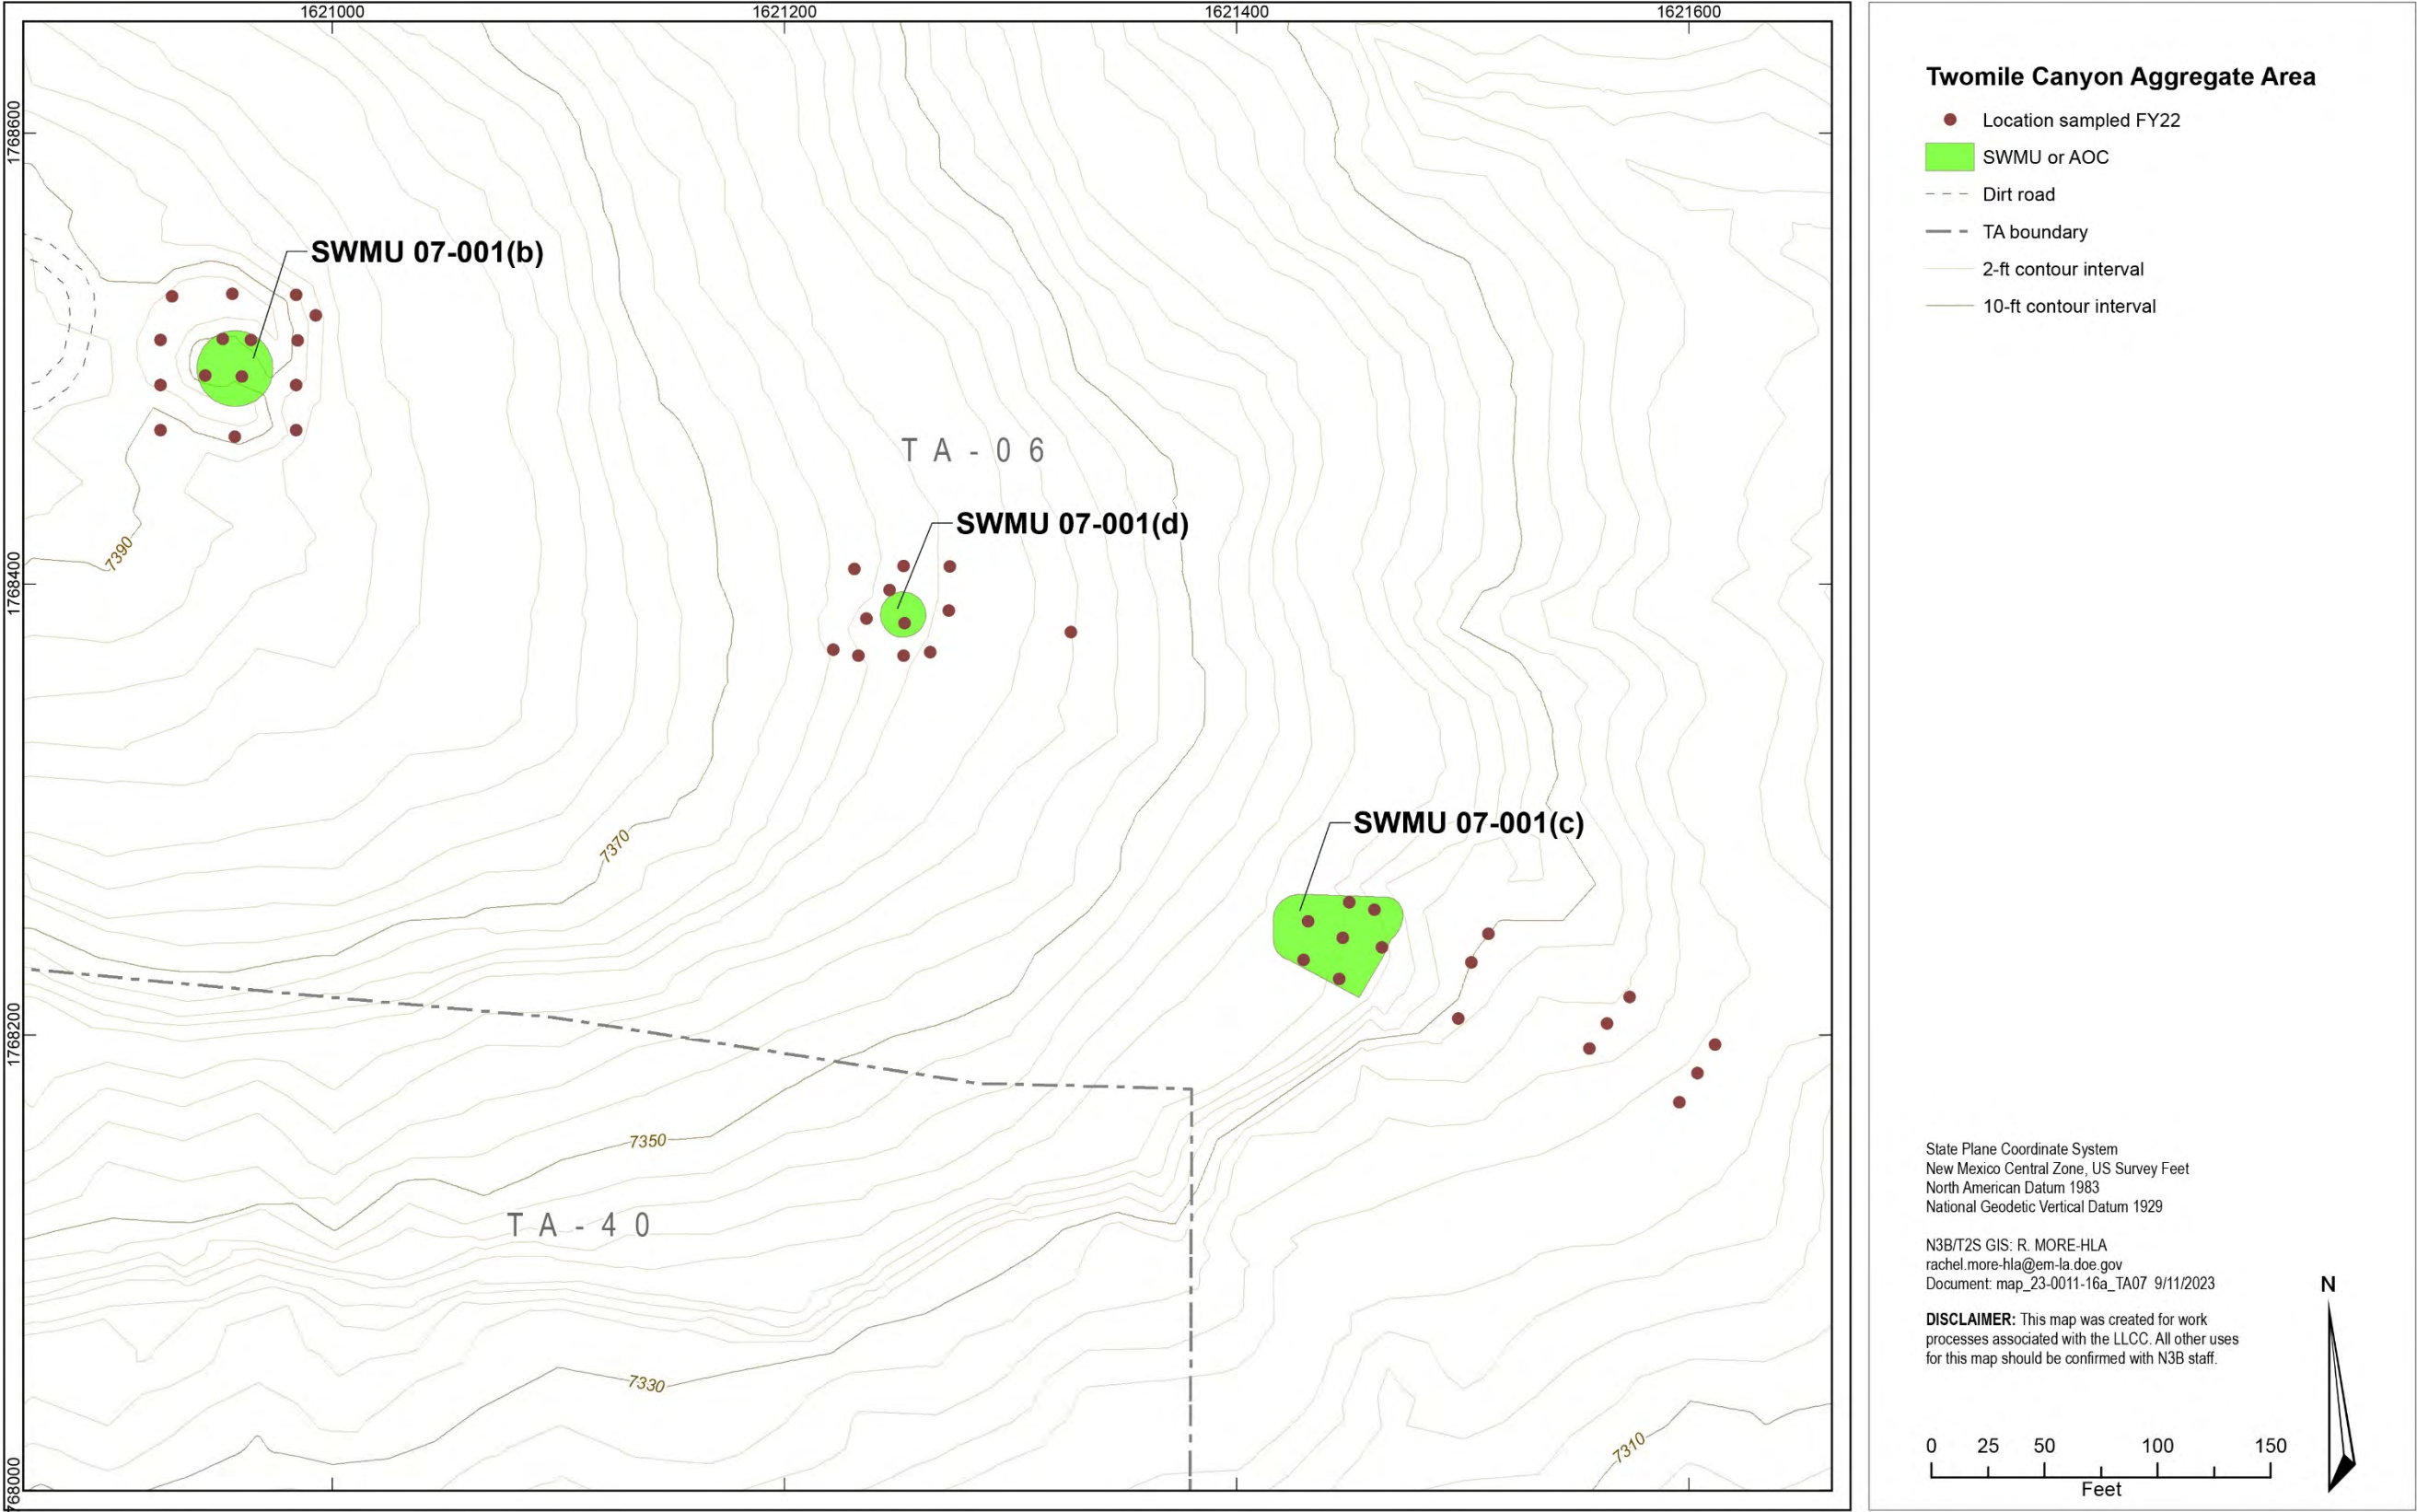 1621000
1621200
1621400
1621600
1768600
1768400
1768200
SWMU 07-001(b)
TA-06
SWMU 07-001(d)
7390
SWMU 07-001(c)
7370
7350
TA-40
7330
7310
Twomile Canyon Aggregate Area
Location sampled FY22
SWMU or AOC
Dirt road
TA boundary
2-ft contour interval
10-ft contour interval
State Plane Coordinate System
New Mexico Central Zone, US Survey Feet
North American Datum 1983
National Geodetic Vertical Datum 1929
N3B/T2S GIS: R. MORE-HLA
rachel.more-hla@em-la.doe.gov
Document: map_23-0011-16a_TA07 9/11/2023
DISCLAIMER: This map was created for work
processes associated with the LLCC. All other uses
for this map should be confirmed with N3B staff.
N
0 25 50 100 150
Feet